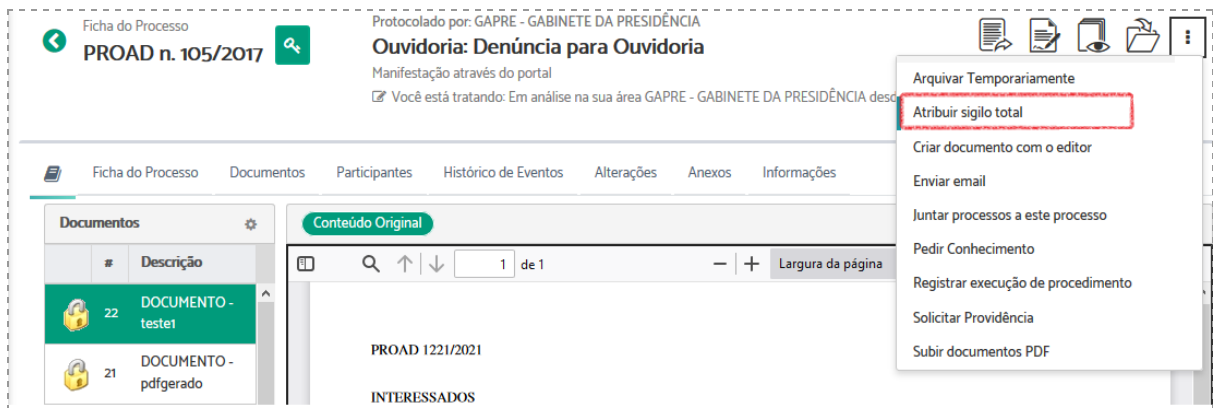 Ficha do Processo
PROAD n. 105/2017
Protocolado por: GAPRE - GABINETE DA PRESIDÊNCIA
Ouvidoria: Denúncia para Ouvidoria
Manifestação através do portal
Você está tratando: Em análise na sua área GAPRE - GABINETE DA PRESIDÊNCIA desc
Arquivar Temporariamente
Atribuir sigilo total
Criar documento com o editor
Enviar email
Juntar processos a este processo
Pedir Conhecimento
Registrar execução de procedimento
Solicitar Providência
Subir documentos PDF
Ficha do Processo
Documentos
Participantes
Histórico de Eventos
Alterações
Anexos
Informações
Documentos
# Descrição
22 DOCUMENTO -
teste1
21 DOCUMENTO -
pdfgerado
Conteúdo Original
1 de 1
Largura da página
PROAD 1221/2021
INTERESSADOS